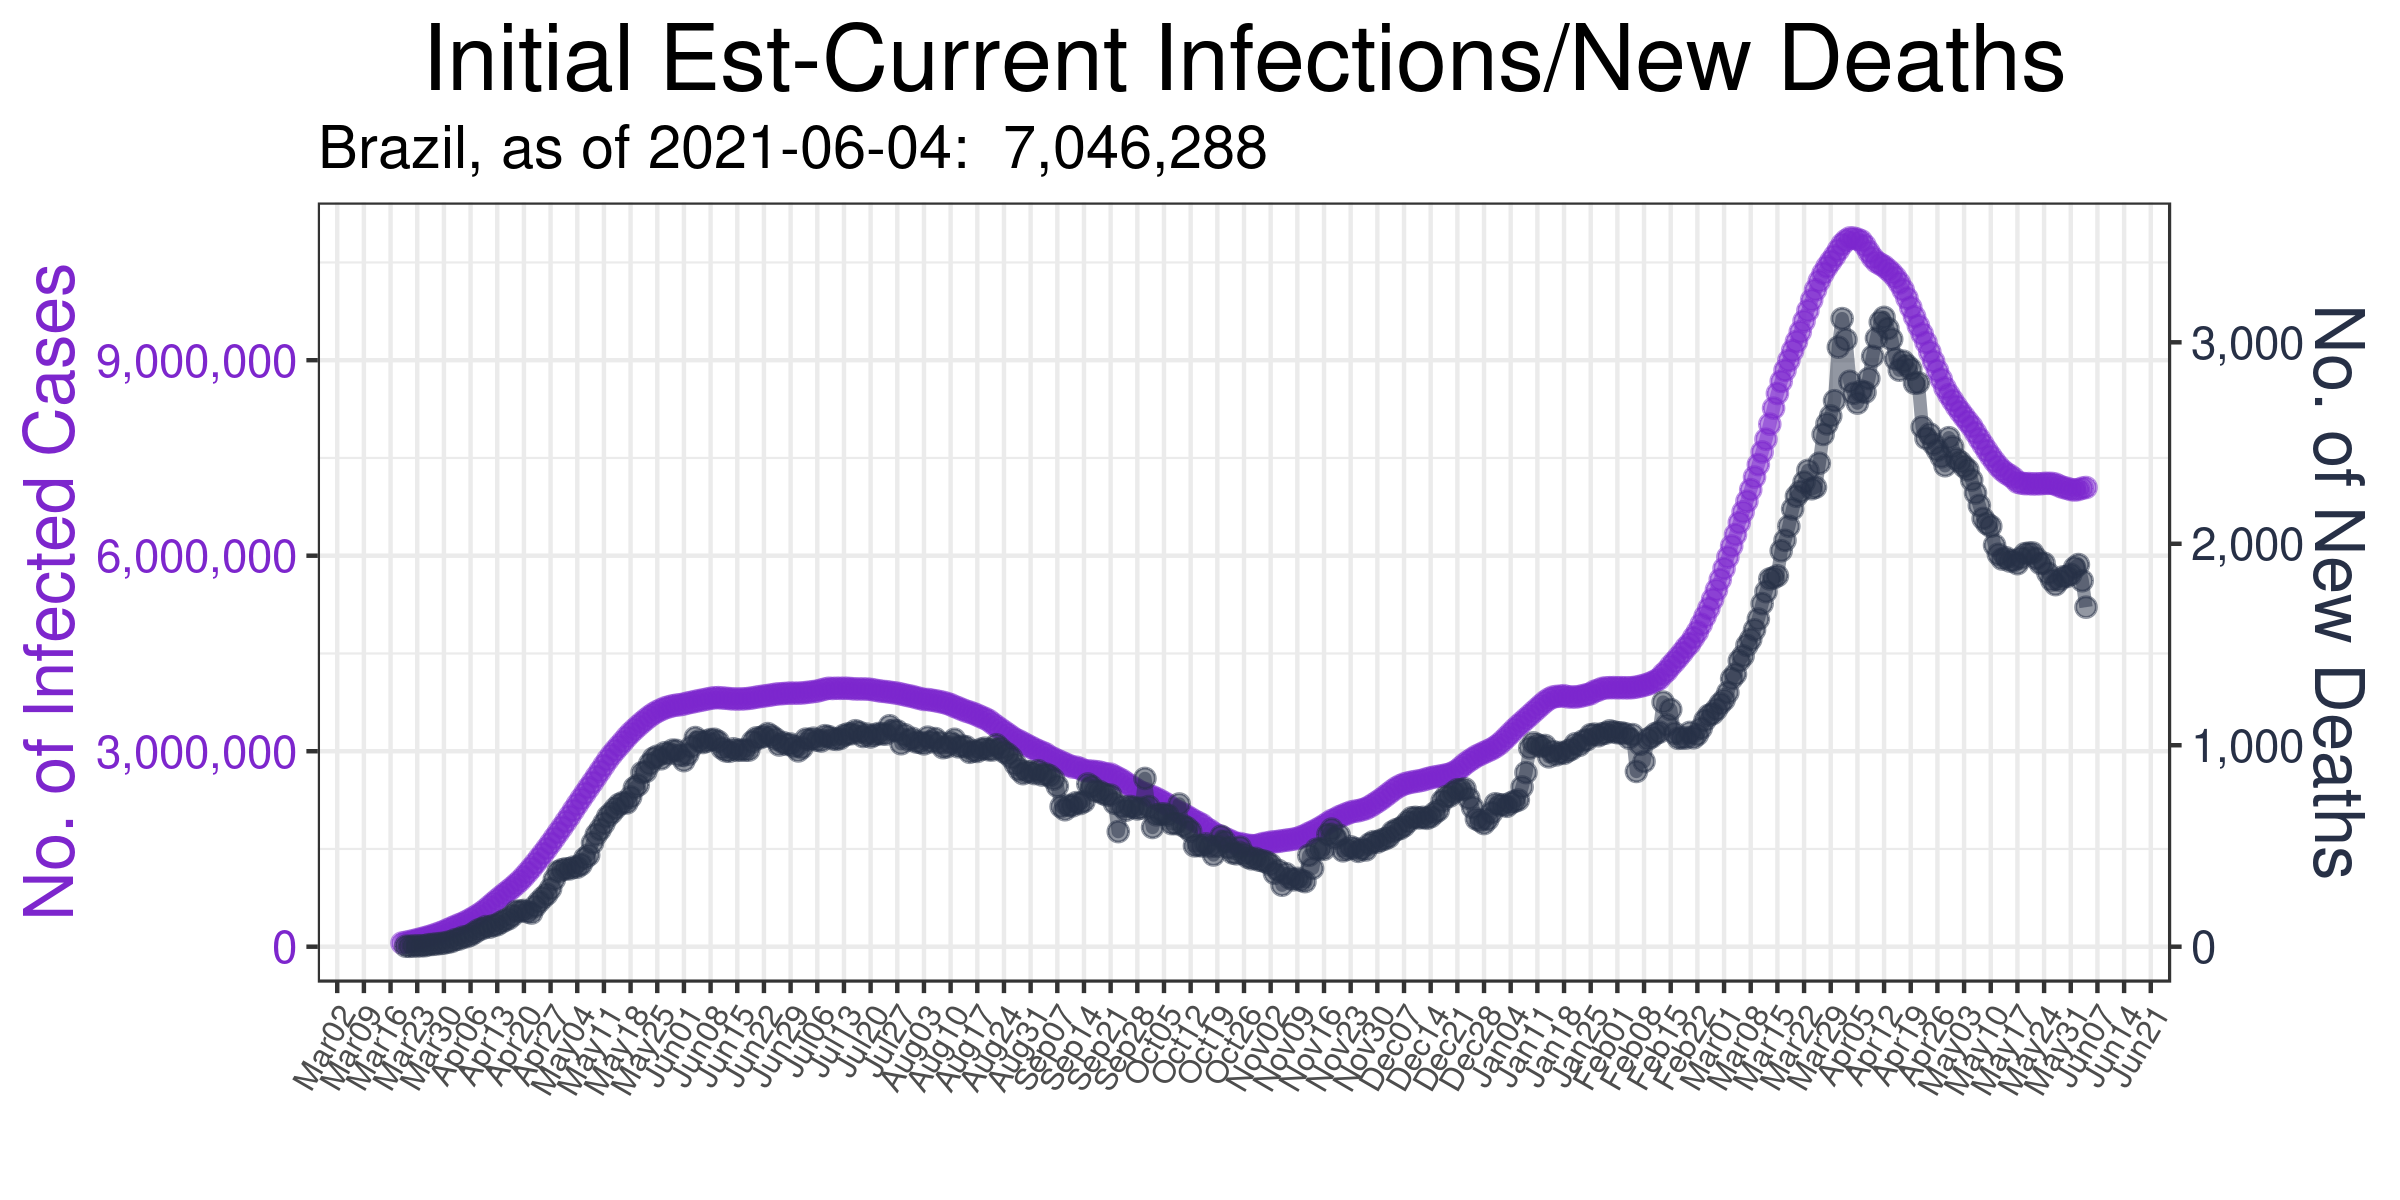 Initial Est-Current Infections/New Deaths
Brazil, as of 2021-06-04:  7,046,288
No. of Infected Cases
9,000,000
6,000,000
3,000,000
0
3,000
2,000
1,000
0
No. of New Deaths
Mar02
Mar09
Mar16
Mar23
Mar30
Apr06
Apr13
Apr20
Apr27
May04
May11
May18
May25
Jun01
Jun08
Jun15
Jun22
Jun29
Jul06
Jul13
Jul20
Jul27
Aug03
Aug10
Aug17
Aug24
Aug31
Sep07
Sep14
Sep21
Sep28
Oct05
Oct12
Oct19
Oct26
Nov02
Nov09
Nov16
Nov23
Nov30
Dec07
Dec14
Dec21
Dec28
Jan04
Jan11
Jan18
Jan25
Feb01
Feb08
Feb15
Feb22
Mar01
Mar08
Mar15
Mar22
Mar29
Apr05
Apr12
Apr19
Apr26
May03
May10
May17
May24
May31
Jun07
Jun14
Jun21